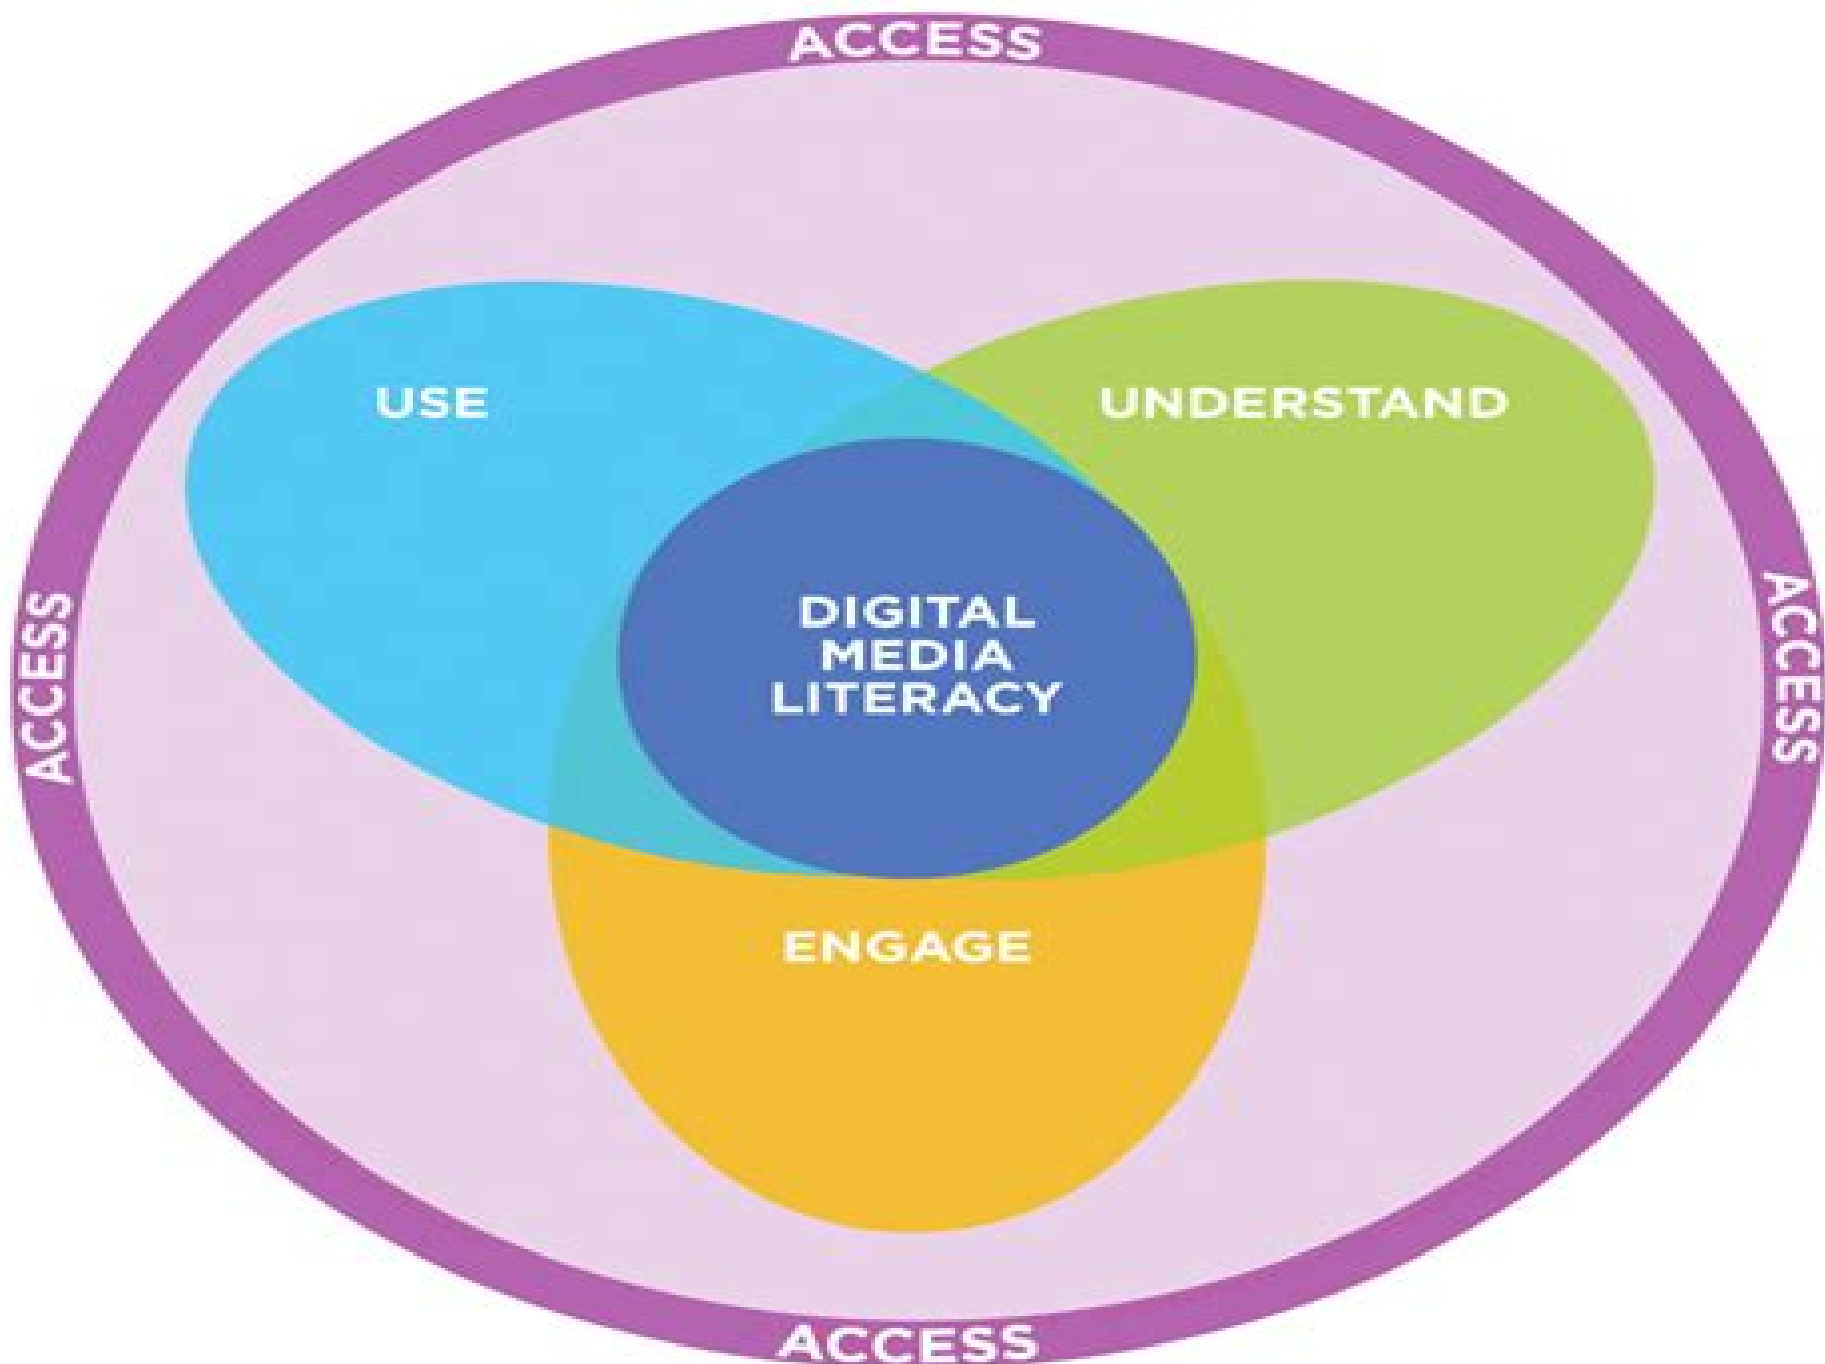 ACCESS
USE
UNDERSTAND
DIGITAL
MEDIA
LITERACY
ACCESS
ACCESS
ENGAGE
ACCESS